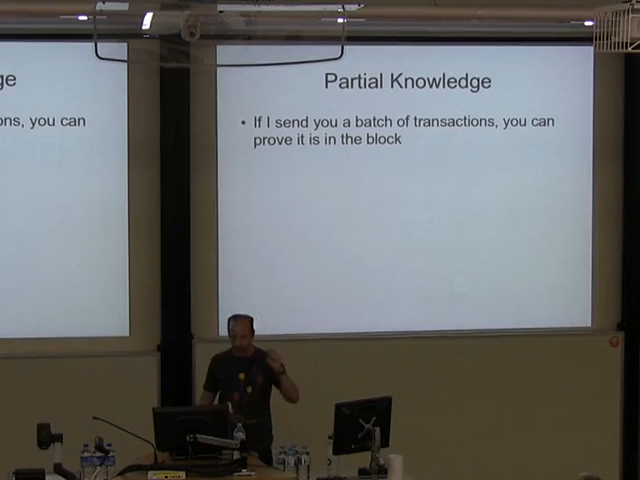 ge
ons, you can
Partial Knowledge
• If I send you a batch of transactions, you can
prove it is in the block